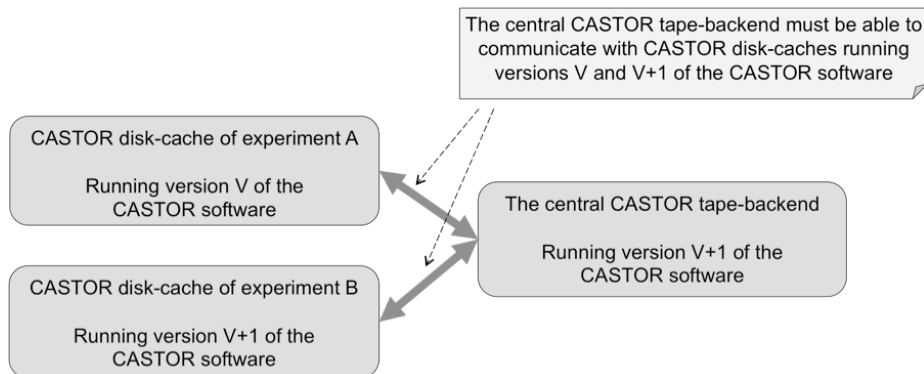 The central CASTOR tape-backend must be able to
communicate with CASTOR disk-caches running
versions V and V+1 of the CASTOR software
CASTOR disk-cache of experiment A
Running version V of the
CASTOR software
The central CASTOR tape-backend
Running version V+1 of the
CASTOR software
CASTOR disk-cache of experiment B
Running version V+1 of the
CASTOR software